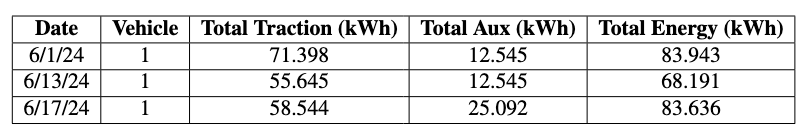 Date Vehicle Total Traction (kWh) Total Aux (kWh) Total Energy (kWh)
6/1/24 1 71.398 12.545 83.943
6/13/24 1 55.645 12.545 68.191
6/17/24 1 58.544 25.092 83.636